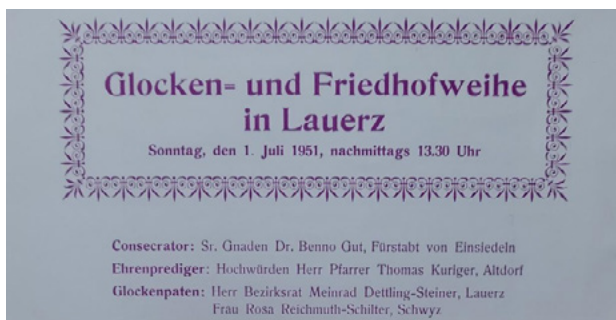 Glocken= und Friedhofweihe
in Lauerz
Sonntag, den 1. Juli 1951, nachmittags 13.30 Uhr
Consecrator: Sr. Gnaden Dr. Benno Gut, Fürstabt von Einsiedeln
Ehrenprediger: Hochwürden Herr Pfarrer Thomas Kuriger, Altdorf
Glockenpaten: Herr Bezirksrat Meinrad Dettling-Steiner, Lauerz
Frau Rosa Reichmuth-Schilter, Schwyz